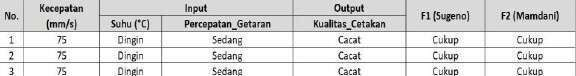 No. Kecepatan (mm/s) Input Output F1 (Sugeno) F2 (Mamdani)
Suhu (°C) Percepatan_Getaran Kualitas_Cetakan
1 75 Dingin Sedang Cacat Cukup Cukup
2 75 Dingin Sedang Cacat Cukup Cukup
3 75 Dingin Sedang Cacat Cukup Cukup